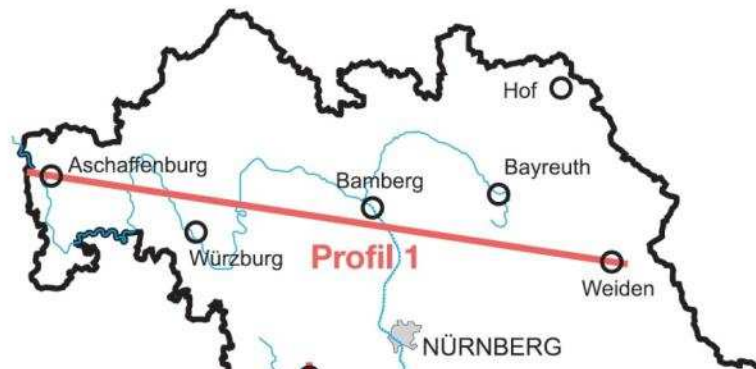 Hof
Aschaffenburg
Bayreuth
Bamberg
Würzburg
Profil 1
Weiden
NÜRNBERG